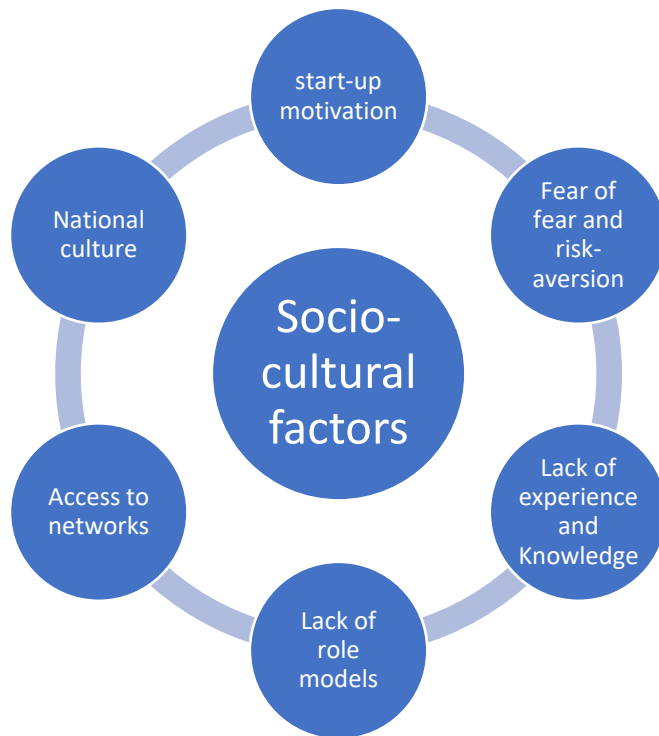 start-up
motivation
Fear of
fear and
risk-
aversion
Lack of
experience
and
Knowledge
Lack of
role
models
Access to
networks
National
culture
Socio-
cultural
factors